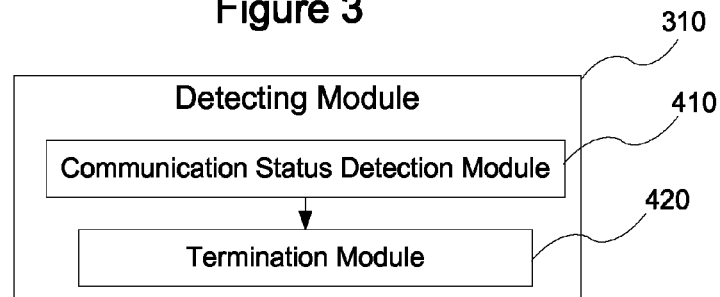 Figure 3
310
Detecting Module
410
Communication Status Detection Module
420
Termination Module